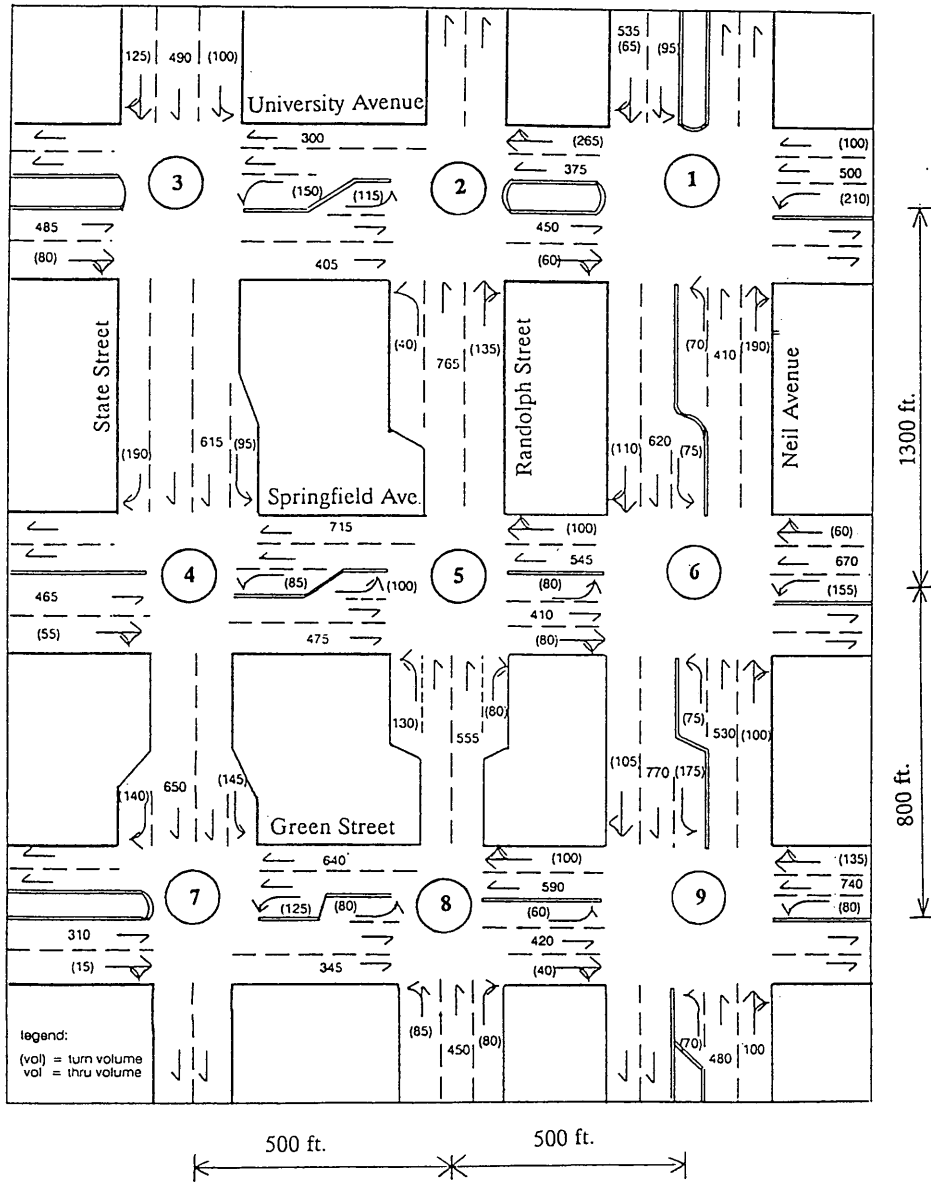 (125) 490 (100)
535
(65) (95)
University Avenue
300 (265) (100)
3 2 375 1 500
(150) (115) (210)
485 450
(80) 405 (60)
State Street
(40) 765 (135)
Randolph Street
(70) 410 (190)
Neil Avenue
1300 ft.
(190) 615 (95)
(110) 620 (75)
Springfield Ave.
715 (100) (60)
4 5 545 6 670
(85) (100) (80) (155)
465 410
(55) 475 (80)
130 555 (80)
(75) 530 (100)
800 ft.
(140) 650 (145)
(105) 770 (175)
Green Street
640 (100) (135)
7 8 590 9 740
(125) (80) (60) (80)
310 420
(15) 345 (40)
legend:
(vol) = turn volume
vol = thru volume
(85) 450 (80)
(70) 480 100
500 ft. 500 ft.